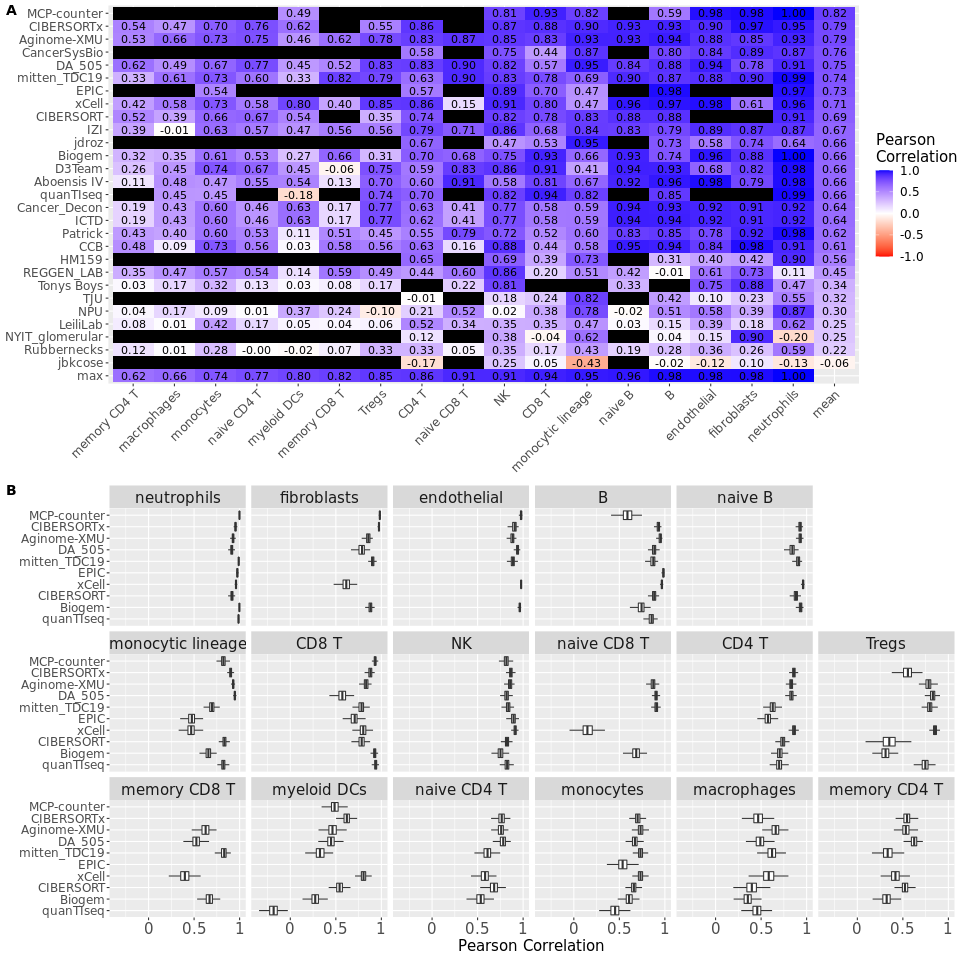 A
MCP-counter 0.49 0.81 0.93 0.82 0.59 0.98 0.98 1.00 0.82
CIBERSORTx 0.54 0.47 0.70 0.76 0.62 0.55 0.86 0.87 0.88 0.90 0.93 0.92 0.90 0.97 0.95 0.79
Aginome-XMU 0.53 0.66 0.73 0.75 0.46 0.62 0.78 0.83 0.87 0.85 0.83 0.93 0.93 0.94 0.88 0.85 0.93 0.79
CancerSysBio 0.58 0.75 0.44 0.87 0.80 0.84 0.89 0.87 0.76
DA_505 0.62 0.49 0.67 0.77 0.45 0.52 0.83 0.83 0.90 0.82 0.57 0.95 0.84 0.88 0.94 0.78 0.91 0.75
mitten_TDC19 0.33 0.61 0.73 0.60 0.33 0.82 0.79 0.63 0.90 0.83 0.78 0.69 0.90 0.87 0.88 0.90 0.99 0.74
EPIC 0.54 0.57 0.89 0.70 0.47 0.98 0.97 0.73
xCell 0.42 0.58 0.73 0.58 0.80 0.40 0.85 0.86 0.15 0.91 0.80 0.47 0.96 0.97 0.98 0.61 0.96 0.71
CIBERSORT 0.52 0.39 0.66 0.67 0.54 0.35 0.74 0.82 0.78 0.83 0.88 0.88 0.91 0.69
IZI 0.39 -0.01 0.63 0.57 0.47 0.56 0.56 0.79 0.71 0.86 0.68 0.84 0.83 0.79 0.89 0.87 0.87 0.67
jdroz 0.67 0.47 0.53 0.95 0.73 0.58 0.74 0.64 0.66
Biogem 0.32 0.35 0.61 0.53 0.27 0.66 0.31 0.70 0.68 0.75 0.93 0.66 0.93 0.74 0.96 0.88 1.00 0.66
D3Team 0.26 0.45 0.74 0.67 0.45 -0.06 0.75 0.59 0.83 0.86 0.91 0.41 0.94 0.93 0.68 0.82 0.98 0.66
Aboensis IV 0.11 0.48 0.47 0.55 0.54 0.13 0.70 0.60 0.91 0.58 0.81 0.67 0.92 0.96 0.98 0.79 0.98 0.66
quanTIseq 0.45 0.45 -0.18 0.74 0.70 0.82 0.94 0.82 0.85 0.99 0.66
Cancer_Decon 0.19 0.43 0.60 0.46 0.63 0.17 0.77 0.63 0.41 0.77 0.58 0.59 0.94 0.93 0.92 0.91 0.92 0.64
ICTD 0.19 0.43 0.60 0.46 0.63 0.17 0.77 0.62 0.41 0.77 0.58 0.59 0.94 0.94 0.92 0.91 0.92 0.64
Patrick 0.43 0.40 0.60 0.53 0.11 0.51 0.45 0.55 0.79 0.72 0.52 0.60 0.83 0.85 0.78 0.92 0.98 0.62
CCB 0.48 0.09 0.73 0.56 0.03 0.58 0.56 0.63 0.16 0.88 0.44 0.58 0.95 0.94 0.84 0.98 0.91 0.61
HM159 0.65 0.69 0.39 0.73 0.31 0.40 0.42 0.90 0.56
REGGEN_LAB 0.35 0.47 0.57 0.54 0.14 0.59 0.49 0.44 0.60 0.86 0.20 0.51 0.42 -0.01 0.61 0.73 0.11 0.45
Tonys Boys 0.03 0.17 0.32 0.13 0.03 0.08 0.17 0.22 0.81 0.33 0.75 0.88 0.47 0.34
TJU -0.01 0.18 0.24 0.82 0.42 0.10 0.23 0.55 0.32
NPU 0.04 0.17 0.09 0.01 0.37 0.24 -0.10 0.21 0.52 0.02 0.38 0.78 -0.02 0.51 0.58 0.39 0.87 0.30
LeiliLab 0.08 0.01 0.42 0.17 0.05 0.04 0.06 0.52 0.34 0.35 0.35 0.47 0.03 0.15 0.39 0.18 0.62 0.25
NYIT_glomerular 0.12 0.38 -0.04 0.62 0.04 0.15 0.90 -0.20 0.25
Rubbernecks 0.12 0.01 0.28 -0.00 -0.02 0.07 0.33 0.33 0.05 0.35 0.17 0.43 0.19 0.28 0.36 0.26 0.59 0.22
jbkcose -0.17 0.25 0.05 -0.43 -0.02 -0.12 0.10 -0.13 -0.06
max 0.62 0.66 0.74 0.77 0.80 0.82 0.85 0.86 0.91 0.91 0.94 0.95 0.96 0.98 0.98 0.98 1.00
memory CD4 T macrophages monocytes naive CD4 T myeloid DCs memory CD8 T Tregs CD4 T naive CD8 T NK CD8 T monocytic lineage naive B B endothelial fibroblasts neutrophils mean
Pearson
Correlation
1.0
0.5
0.0
-0.5
-1.0
B
neutrophils fibroblasts endothelial B naive B
MCP-counter
CIBERSORTx
Aginome-XMU
DA_505
mitten_TDC19
EPIC
xCell
CIBERSORT
Biogem
quanTIseq
monocytic lineage CD8 T NK naive CD8 T CD4 T Tregs
MCP-counter
CIBERSORTx
Aginome-XMU
DA_505
mitten_TDC19
EPIC
xCell
CIBERSORT
Biogem
quanTIseq
memory CD8 T myeloid DCs naive CD4 T monocytes macrophages memory CD4 T
MCP-counter
CIBERSORTx
Aginome-XMU
DA_505
mitten_TDC19
EPIC
xCell
CIBERSORT
Biogem
quanTIseq
0 0.5 1 0 0.5 1 0 0.5 1 0 0.5 1 0 0.5 1 0 0.5 1
Pearson Correlation